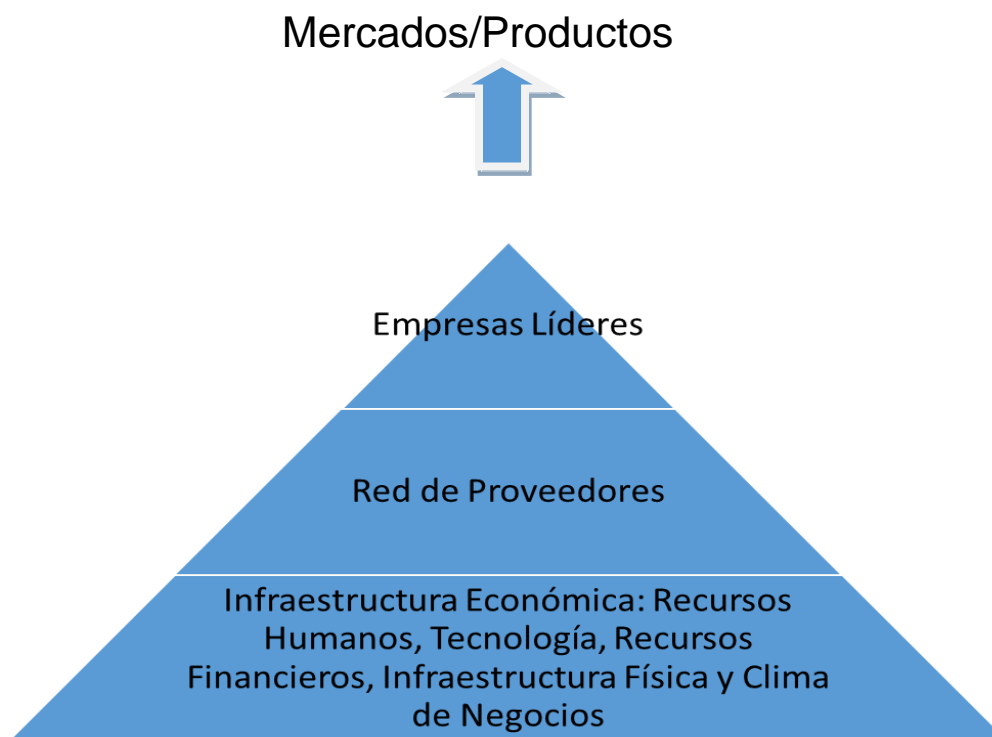 Mercados/Productos
Empresas Líderes
Red de Proveedores
Infraestructura Económica: Recursos
Humanos, Tecnología, Recursos
Financieros, Infraestructura Física y Clima
de Negocios